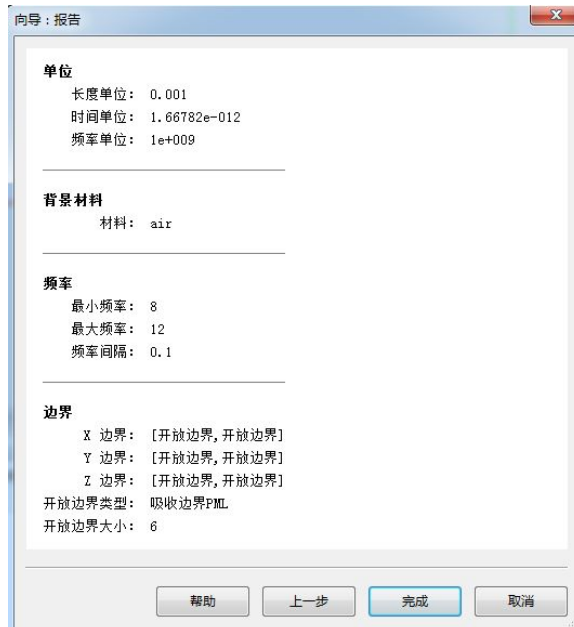 向导：报告
单位
长度单位： 0.001
时间单位： 1.66782e-012
频率单位： 1e+009
背景材料
材料： air
频率
最小频率： 8
最大频率： 12
频率间隔： 0.1
边界
X 边界： [开放边界,开放边界]
Y 边界： [开放边界,开放边界]
Z 边界： [开放边界,开放边界]
开放边界类型： 吸收边界PML
开放边界大小： 6
帮助 上一步 完成 取消